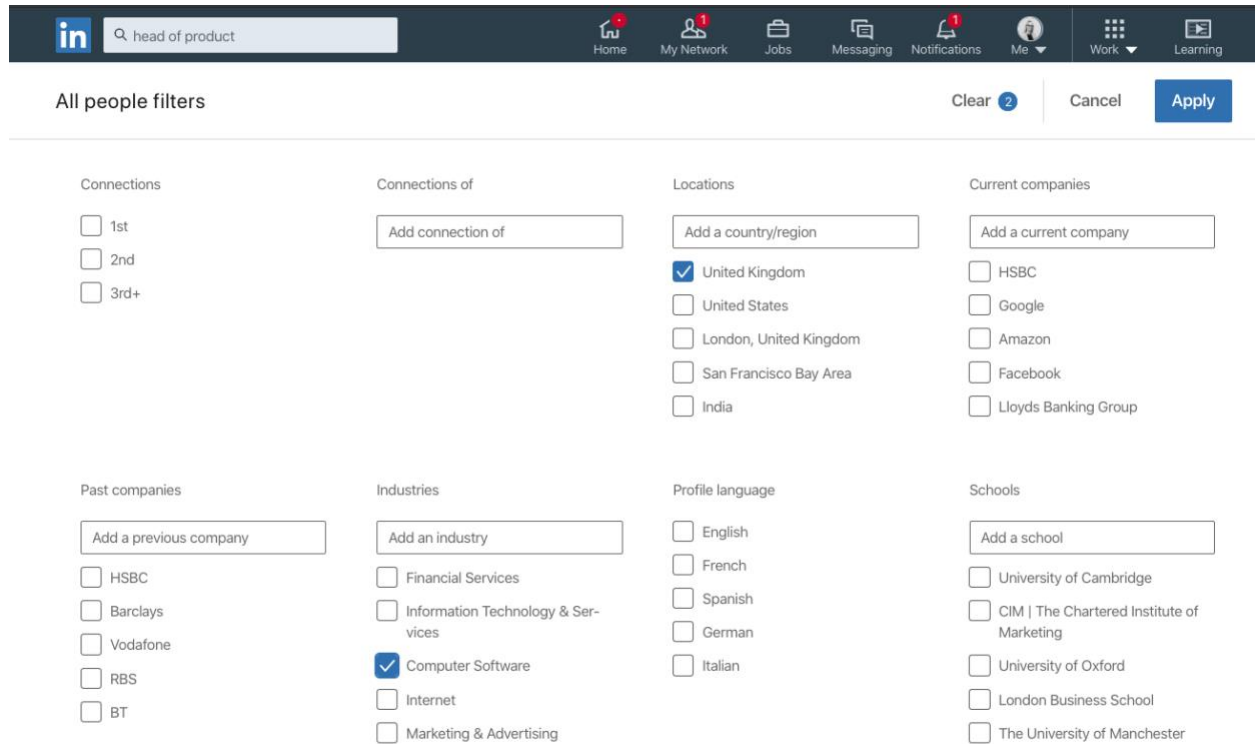 in
head of product
Home
My Network
1
Jobs
Messaging
Notifications
1
Me
Work
Learning
All people filters
Clear 2
Cancel
Apply
Connections
1st
2nd
3rd+
Connections of
Add connection of
Locations
Add a country/region
United Kingdom
United States
London, United Kingdom
San Francisco Bay Area
India
Current companies
Add a current company
HSBC
Google
Amazon
Facebook
Lloyds Banking Group
Past companies
Add a previous company
HSBC
Barclays
Vodafone
RBS
BT
Industries
Add an industry
Financial Services
Information Technology & Ser-
vices
Computer Software
Internet
Marketing & Advertising
Profile language
English
French
Spanish
German
Italian
Schools
Add a school
University of Cambridge
CIM | The Chartered Institute of
Marketing
University of Oxford
London Business School
The University of Manchester